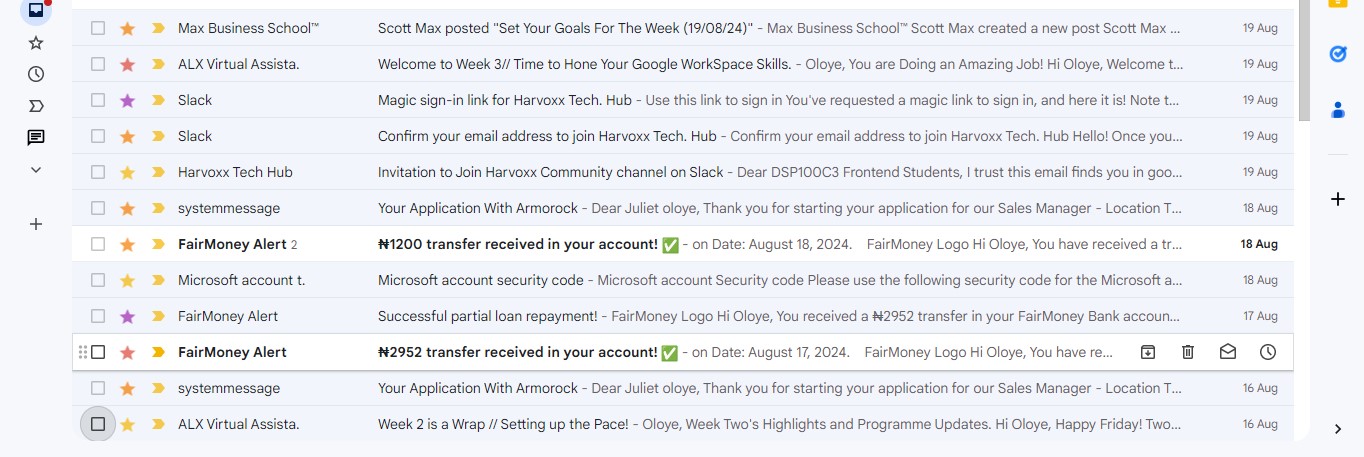 Max Business School™ Scott Max posted "Set Your Goals For The Week (19/08/24)" - Max Business School™ Scott Max created a new post Scott Max ... 19 Aug
ALX Virtual Assista. Welcome to Week 3// Time to Hone Your Google WorkSpace Skills. - Oloye, You are Doing an Amazing Job! Hi Oloye, Welcome t... 19 Aug
Slack Magic sign-in link for Harvoxx Tech. Hub - Use this link to sign in You've requested a magic link to sign in, and here it is! Note t... 19 Aug
Slack Confirm your email address to join Harvoxx Tech. Hub - Confirm your email address to join Harvoxx Tech. Hub Hello! Once you... 19 Aug
Harvoxx Tech Hub Invitation to Join Harvoxx Community channel on Slack - Dear DSP100C3 Frontend Students, I trust this email finds you in goo... 19 Aug
systemmessage Your Application With Armorock - Dear Juliet oloye, Thank you for starting your application for our Sales Manager - Location T... 18 Aug
FairMoney Alert 2 ₦1200 transfer received in your account! ✅ - on Date: August 18, 2024. FairMoney Logo Hi Oloye, You have received a tr... 18 Aug
Microsoft account t. Microsoft account security code - Microsoft account Security code Please use the following security code for the Microsoft a... 18 Aug
FairMoney Alert Successful partial loan repayment! - FairMoney Logo Hi Oloye, You received a ₦2952 transfer in your FairMoney Bank accoun... 17 Aug
FairMoney Alert ₦2952 transfer received in your account! ✅ - on Date: August 17, 2024. FairMoney Logo Hi Oloye, You have re...
systemmessage Your Application With Armorock - Dear Juliet oloye, Thank you for starting your application for our Sales Manager - Location T... 16 Aug
ALX Virtual Assista. Week 2 is a Wrap // Setting up the Pace! - Oloye, Week Two's Highlights and Programme Updates. Hi Oloye, Happy Friday! Two... 16 Aug